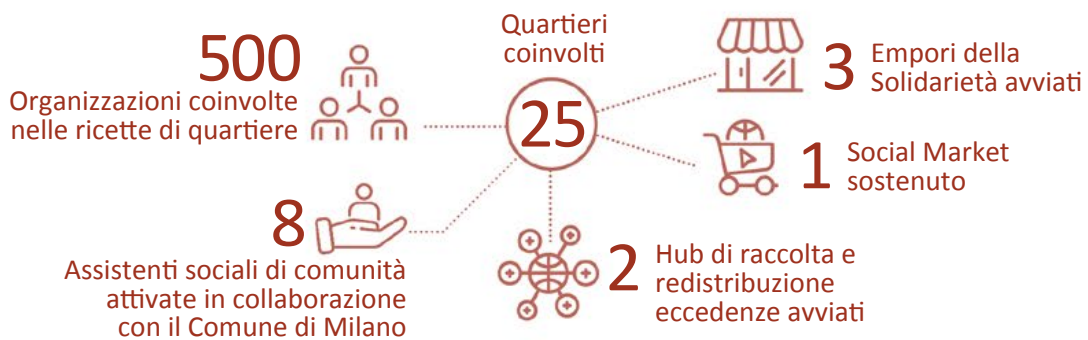 500
Organizzazioni coinvolte
nelle ricette di quartiere
Quartieri
coinvolti
25
3
Empori della
Solidarietà avviati
1
Social Market
sostenuto
8
Assistenti sociali di comunità
attivate in collaborazione
con il Comune di Milano
2
Hub di raccolta e
redistribuzione
eccedenze avviati